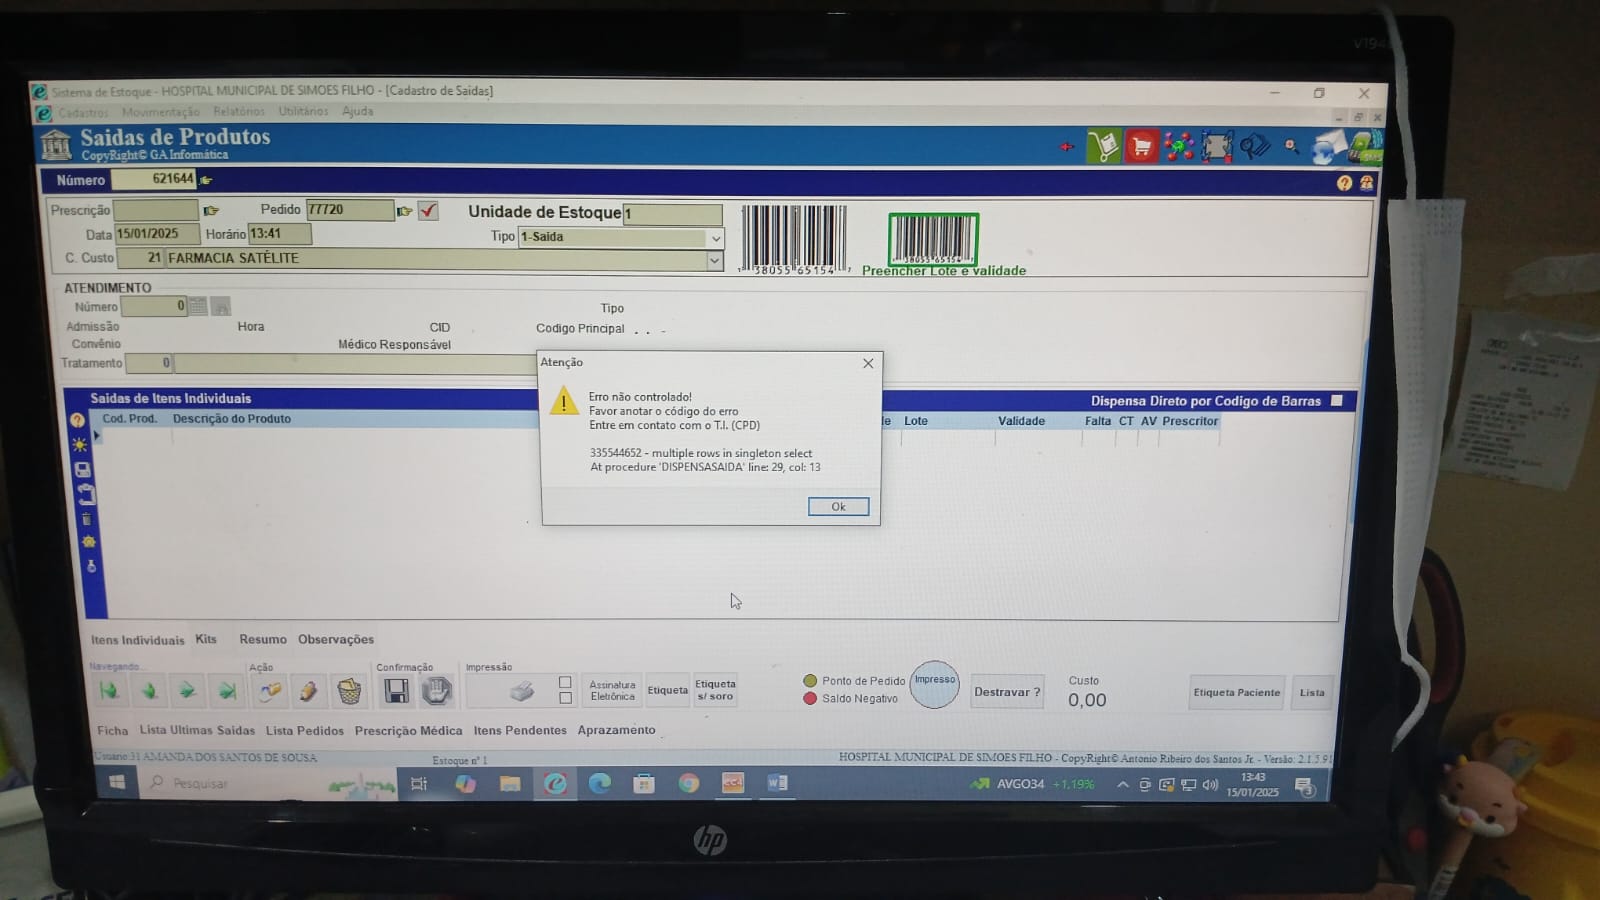 V194
Sistema de Estoque - HOSPITAL MUNICIPAL DE SIMOES FILHO - [Cadastro de Saidas]
Cadastros Movimentação Relatórios Utilitários Ajuda
Saidas de Produtos
CopyRight© GA Informática
Número 621644
Prescrição Pedido 77720 Unidade de Estoque 1
Data 15/01/2025 Horário 13:41 Tipo 1-Saida
C. Custo 21 FARMACIA SATÉLITE
138055 65154 7
38055 65154
Preencher Lote e validade
ATENDIMENTO
Número 0 Tipo
Admissão Hora CID Codigo Principal . . -
Convênio Médico Responsável
Tratamento 0
Atenção
Erro não controlado!
Favor anotar o código do erro
Entre em contato com o T.I. (CPD)
335544652 - multiple rows in singleton select
At procedure 'DISPENSASAIDA' line: 29, col: 13
Ok
Saidas de Itens Individuais Dispensa Direto por Codigo de Barras
Cod. Prod. Descrição do Produto Lote Validade Falta CT AV Prescritor
Itens Individuais Kits Resumo Observações
Navegando... Ação Confirmação Impressão
Assinatura Eletrônica
Etiqueta
Etiqueta s/ soro
Ponto de Pedido
Saldo Negativo
Impresso
Destravar ?
Custo
0,00
Etiqueta Paciente
Lista
Ficha Lista Ultimas Saidas Lista Pedidos Prescrição Médica Itens Pendentes Aprazamento
Usuario 31 AMANDA DOS SANTOS DE SOUSA Estoque nº 1 HOSPITAL MUNICIPAL DE SIMOES FILHO - CopyRight© Antonio Ribeiro dos Santos Jr. - Versão: 2.1.5.91
Pesquisar AVGO34 +1,19% 13:43
15/01/2025
3
hp